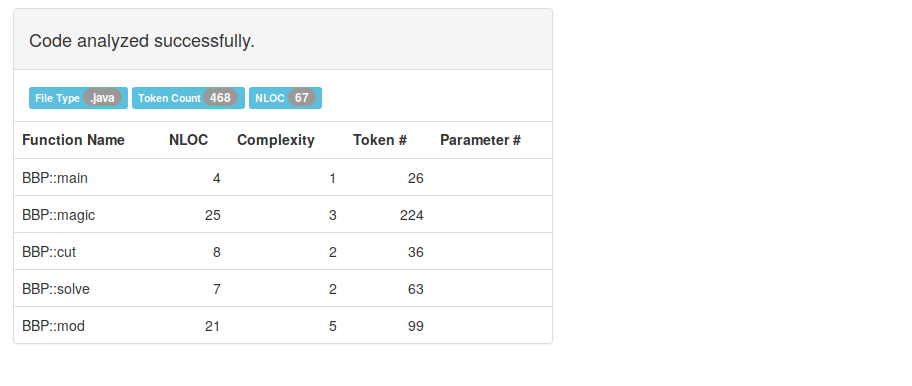 Code analyzed successfully.
File Type .java Token Count 468 NLOC 67
Function Name NLOC Complexity Token # Parameter #
BBP::main 4 1 26
BBP::magic 25 3 224
BBP::cut 8 2 36
BBP::solve 7 2 63
BBP::mod 21 5 99